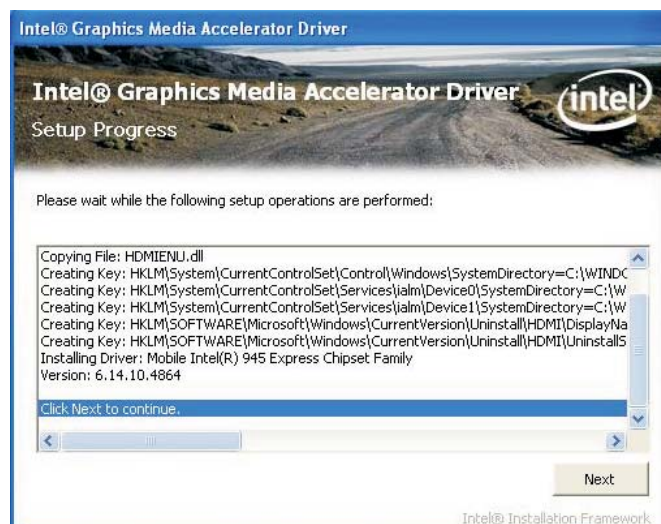 Intel® Graphics Media Accelerator Driver
Intel® Graphics Media Accelerator Driver
intel
Setup Progress
Please wait while the following setup operations are performed:
Copying File: HDMIENU.dll
Creating Key: HKLM\System\CurrentControlSet\Control\Windows\SystemDirectory=C:\WINDO
Creating Key: HKLM\System\CurrentControlSet\Services\ialm\Device0\SystemDirectory=C:\W
Creating Key: HKLM\System\CurrentControlSet\Services\ialm\Device1\SystemDirectory=C:\W
Creating Key: HKLM\SOFTWARE\Microsoft\Windows\CurrentVersion\Uninstall\HDMI\DisplayNa
Creating Key: HKLM\SOFTWARE\Microsoft\Windows\CurrentVersion\Uninstall\HDMI\UninstallS
Installing Driver: Mobile Intel(R) 945 Express Chipset Family
Version: 6.14.10.4864
Click Next to continue.
Next
Intel® Installation Framework